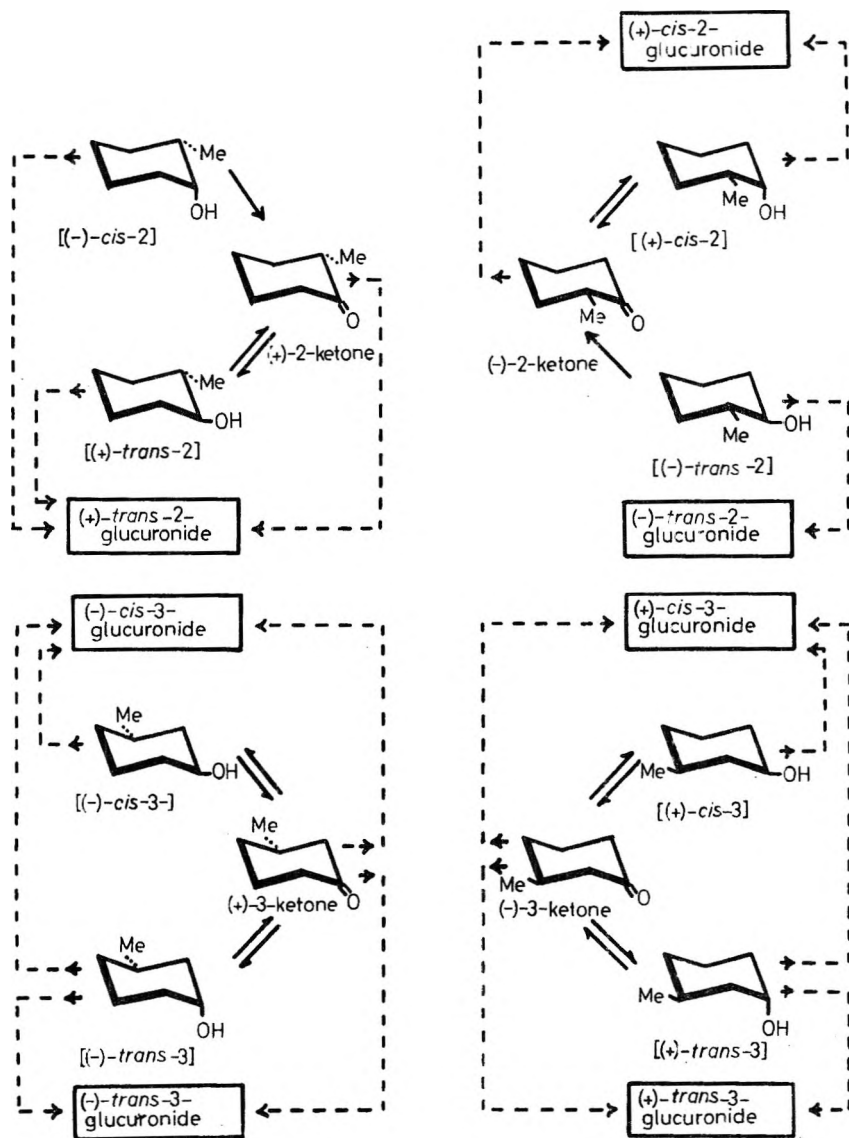 (+)-cis-2-
glucuronide
Me
OH
[(-)-cis-2]
Me
O
(+)-2-ketone
Me
OH
[(+)-trans-2]
(+)-trans-2-
glucuronide
Me
OH
[(+)-cis-2]
Me
O
(-)-2-ketone
Me
OH
[(-)-trans-2]
(-)-trans-2-
glucuronide
(-)-cis-3-
glucuronide
Me
OH
[(-)-cis-3-]
Me
O
(+)-3-ketone
Me
OH
[(-)-trans-3]
(-)-trans-3-
glucuronide
(+)-cis-3-
glucuronide
Me
OH
[(+)-cis-3]
Me
O
(-)-3-ketone
Me
OH
[(+)-trans-3]
(+)-trans-3-
glucuronide